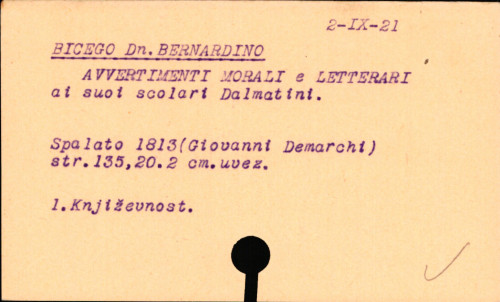 2-IX-21
BICEGO Dn. BERNARDINO
AVVERTIMENTI MORALI e LETTERARI
ai suoi scolari Dalmatini.
Spalato 1813(Giovanni Demarchi)
str.135,20.2 cm.uvez.
1.Književnost.